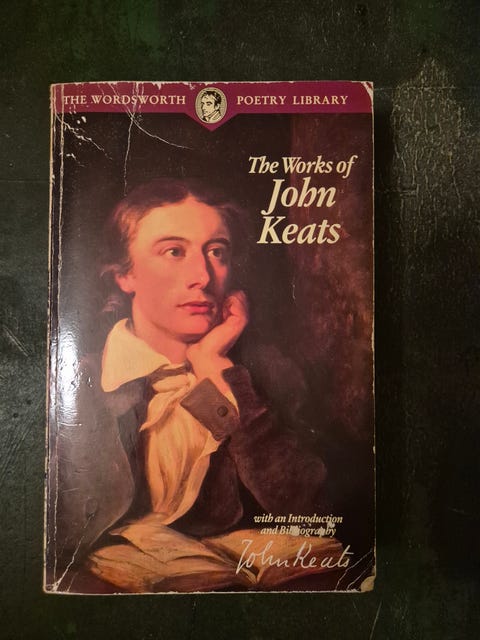 THE WORDSWORTH POETRY LIBRARY
The Works of
John
Keats
with an Introduction
and Bibliography
John Keats